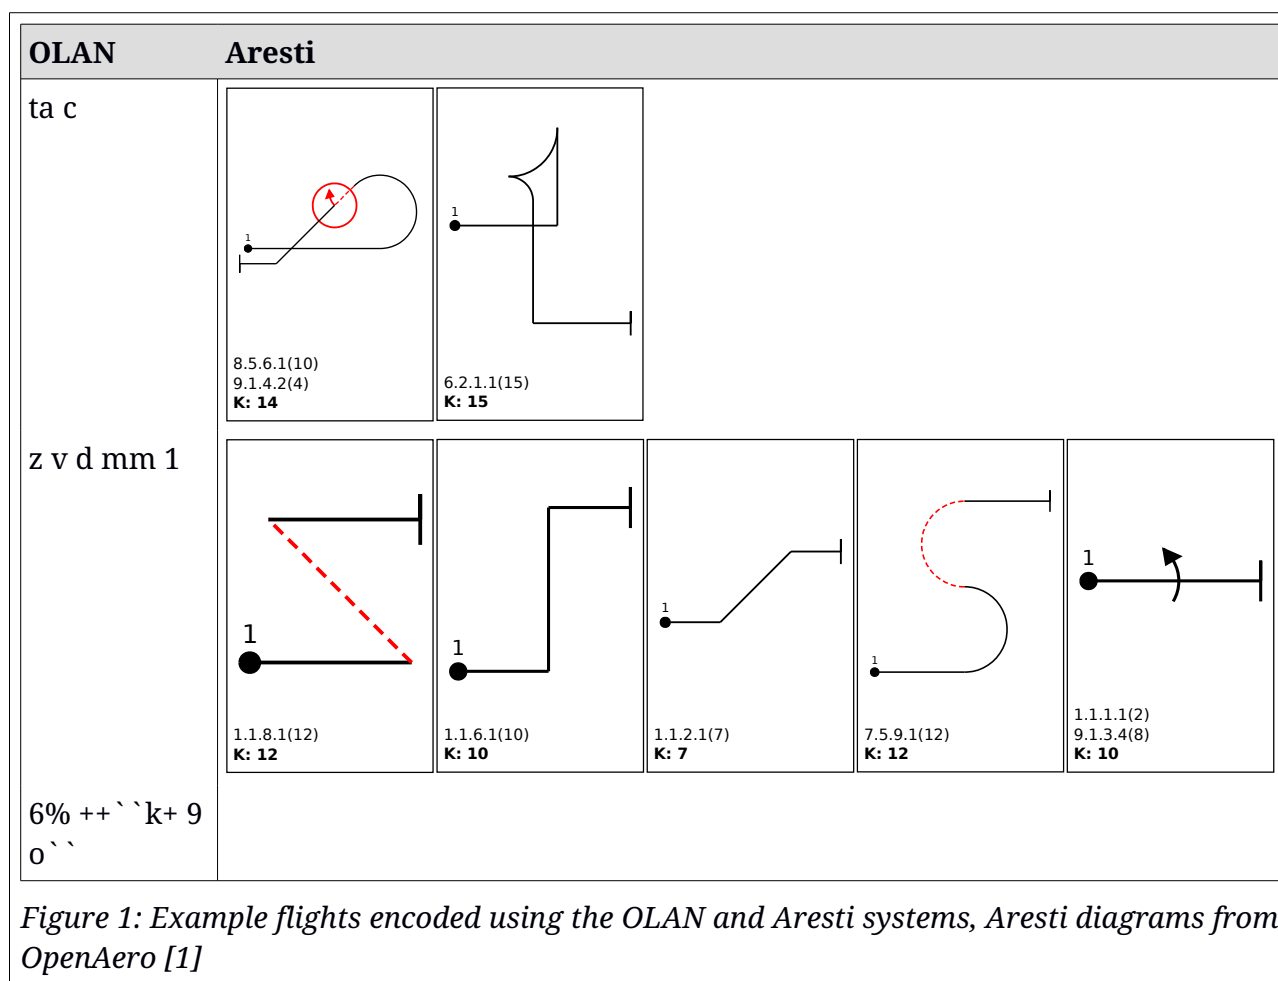 OLAN Aresti
ta c
1
8.5.6.1(10)
9.1.4.2(4)
K: 14
1
6.2.1.1(15)
K: 15
z v d mm 1
1
1.1.8.1(12)
K: 12
1
1.1.6.1(10)
K: 10
1
1.1.2.1(7)
K: 7
1
7.5.9.1(12)
K: 12
1
1.1.1.1(2)
9.1.3.4(8)
K: 10
6% ++``k+ 9
o``
Figure 1: Example flights encoded using the OLAN and Aresti systems, Aresti diagrams from
OpenAero [1]